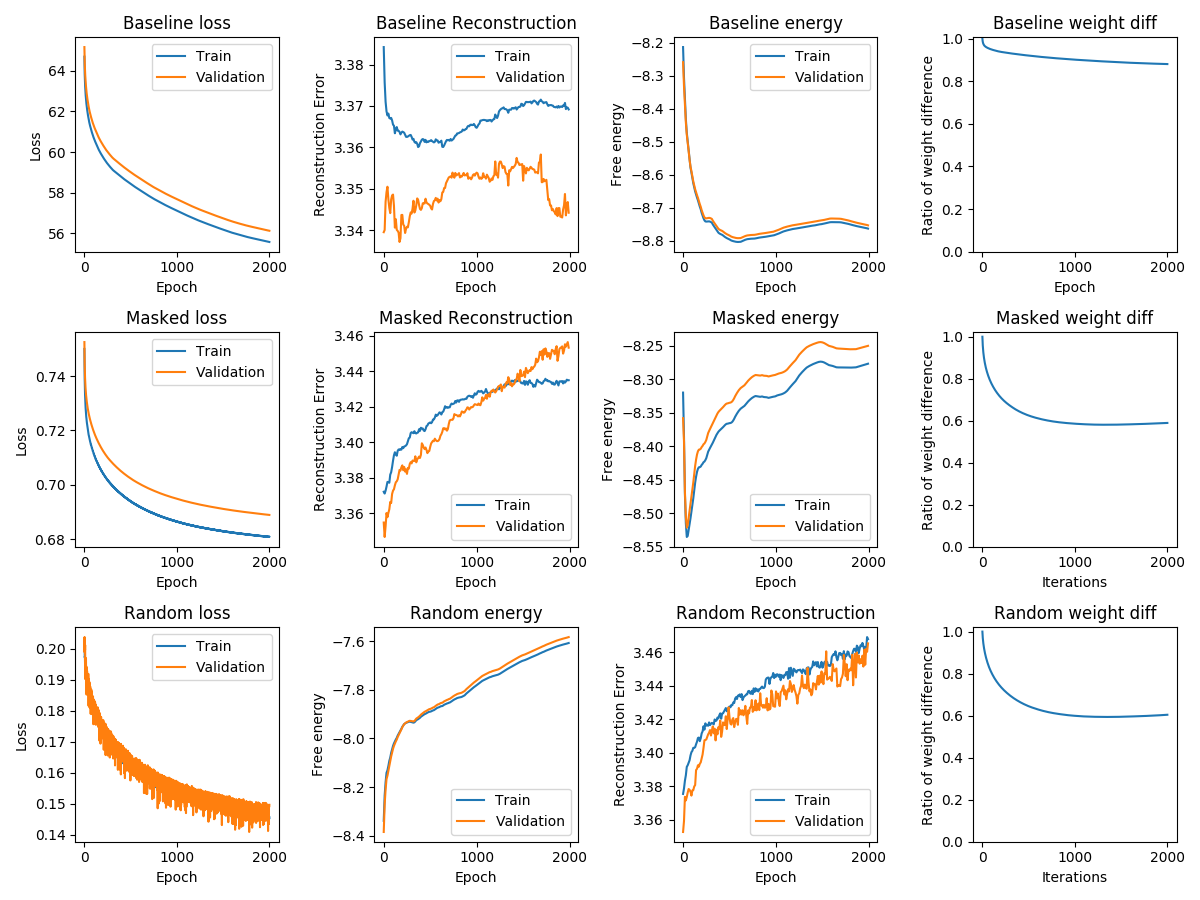 Baseline loss
Loss
64
62
60
58
56
Train
Validation
0 1000 2000
Epoch
Baseline Reconstruction
Reconstruction Error
3.38
3.37
3.36
3.35
3.34
Train
Validation
0 1000 2000
Epoch
Baseline energy
Free energy
−8.2
−8.3
−8.4
−8.5
−8.6
−8.7
−8.8
Train
Validation
0 1000 2000
Epoch
Baseline weight diff
Ratio of weight difference
1.0
0.8
0.6
0.4
0.2
0.0
0 1000 2000
Epoch
Masked loss
Loss
0.74
0.72
0.70
0.68
Train
Validation
0 1000 2000
Epoch
Masked Reconstruction
Reconstruction Error
3.46
3.44
3.42
3.40
3.38
3.36
Train
Validation
0 1000 2000
Epoch
Masked energy
Free energy
−8.25
−8.30
−8.35
−8.40
−8.45
−8.50
−8.55
Train
Validation
0 1000 2000
Epoch
Masked weight diff
Ratio of weight difference
1.0
0.8
0.6
0.4
0.2
0.0
0 1000 2000
Iterations
Random loss
Loss
0.20
0.19
0.18
0.17
0.16
0.15
0.14
Train
Validation
0 1000 2000
Epoch
Random energy
Free energy
−7.6
−7.8
−8.0
−8.2
−8.4
Train
Validation
0 1000 2000
Epoch
Random Reconstruction
Reconstruction Error
3.46
3.44
3.42
3.40
3.38
3.36
Train
Validation
0 1000 2000
Epoch
Random weight diff
Ratio of weight difference
1.0
0.8
0.6
0.4
0.2
0.0
0 1000 2000
Iterations